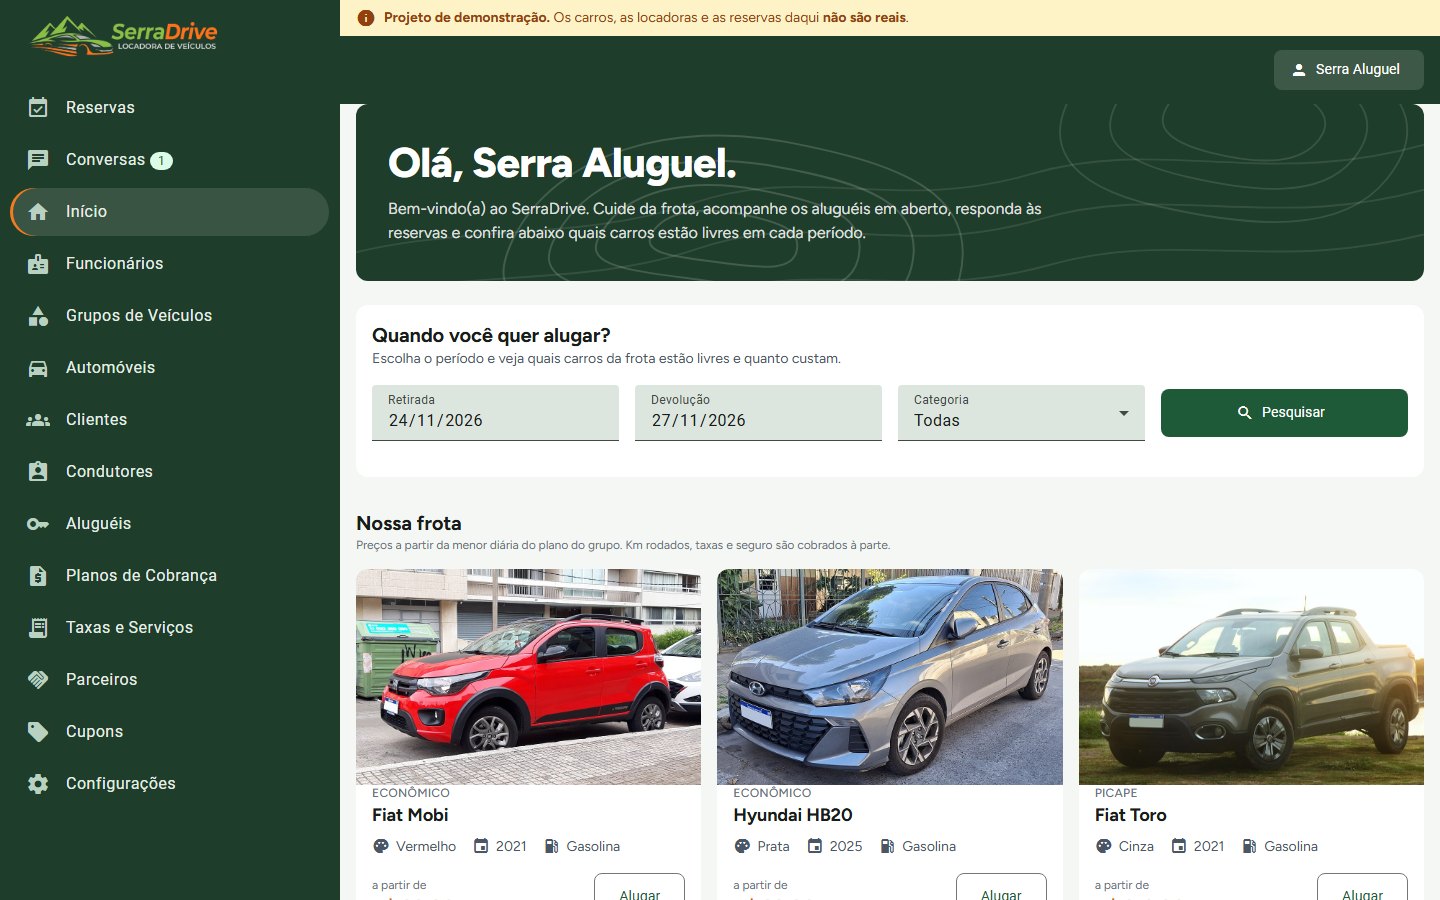 SerraDrive
LOCADORA DE VEÍCULOS
Reservas
Conversas 1
Início
Funcionários
Grupos de Veículos
Automóveis
Clientes
Condutores
Aluguéis
Planos de Cobrança
Taxas e Serviços
Parceiros
Cupons
Configurações
Projeto de demonstração. Os carros, as locadoras e as reservas daqui não são reais.
Serra Aluguel
Olá, Serra Aluguel.
Bem-vindo(a) ao SerraDrive. Cuide da frota, acompanhe os aluguéis em aberto, responda às
reservas e confira abaixo quais carros estão livres em cada período.
Quando você quer alugar?
Escolha o período e veja quais carros da frota estão livres e quanto custam.
Retirada
24/11/2026
Devolução
27/11/2026
Categoria
Todas
Pesquisar
Nossa frota
Preços a partir da menor diária do plano do grupo. Km rodados, taxas e seguro são cobrados à parte.
ECONÔMICO
Fiat Mobi
Vermelho 2021 Gasolina
a partir de
Alugar
ECONÔMICO
Hyundai HB20
Prata 2025 Gasolina
a partir de
Alugar
PICAPE
Fiat Toro
Cinza 2021 Gasolina
a partir de
Alugar